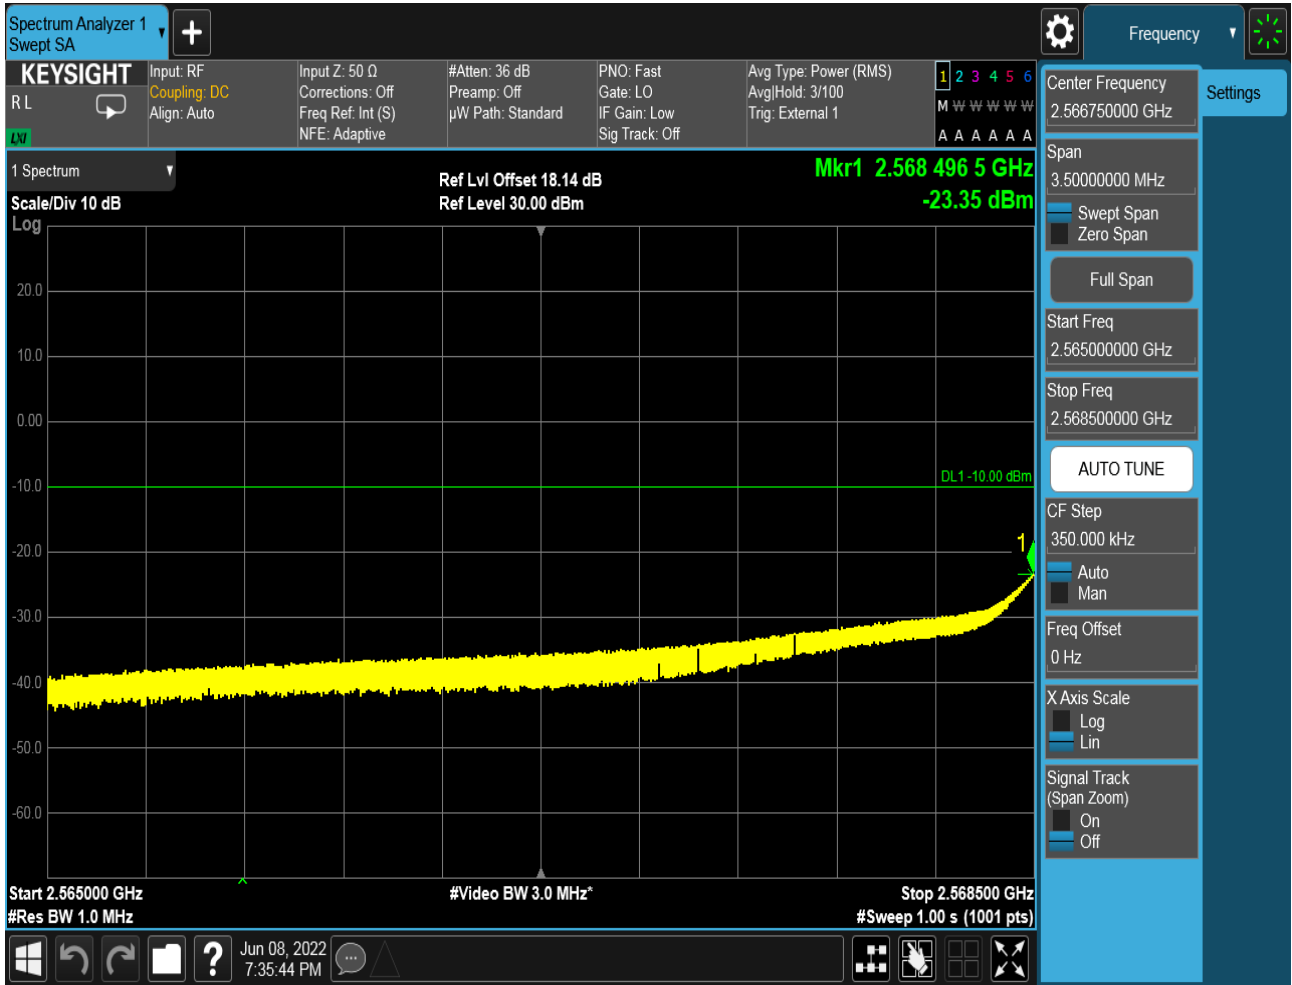 Spectrum Analyzer 1
Swept SA
Frequency
KEYSIGHT
R L
LXI
Input: RF
Coupling: DC
Align: Auto
Input Z: 50 Ω
Corrections: Off
Freq Ref: Int (S)
NFE: Adaptive
#Atten: 36 dB
Preamp: Off
µW Path: Standard
PNO: Fast
Gate: LO
IF Gain: Low
Sig Track: Off
Avg Type: Power (RMS)
Avg|Hold: 3/100
Trig: External 1
1 2 3 4 5 6
M W W W W W
A A A A A A
1 Spectrum
Scale/Div 10 dB
Log
Ref Lvl Offset 18.14 dB
Ref Level 30.00 dBm
Mkr1 2.568 496 5 GHz
-23.35 dBm
20.0
10.0
0.00
-10.0
-20.0
-30.0
-40.0
-50.0
-60.0
DL1 -10.00 dBm
1
Start 2.565000 GHz
#Res BW 1.0 MHz
#Video BW 3.0 MHz*
Stop 2.568500 GHz
#Sweep 1.00 s (1001 pts)
Jun 08, 2022
7:35:44 PM
Center Frequency
2.566750000 GHz
Settings
Span
3.50000000 MHz
Swept Span
Zero Span
Full Span
Start Freq
2.565000000 GHz
Stop Freq
2.568500000 GHz
AUTO TUNE
CF Step
350.000 kHz
Auto
Man
Freq Offset
0 Hz
X Axis Scale
Log
Lin
Signal Track
(Span Zoom)
On
Off